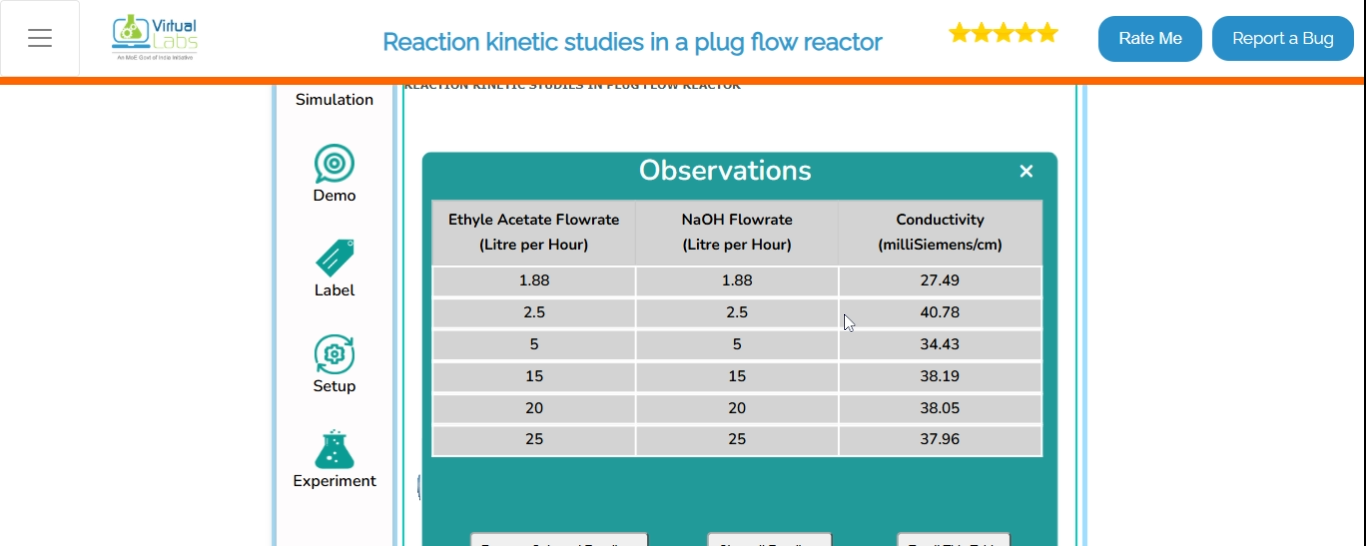 Virtual
Labs
An MoE Govt of India Initiative
Reaction kinetic studies in a plug flow reactor
Rate Me
Report a Bug
REACTION KINETIC STUDIES IN PLUG FLOW REACTOR
Simulation
Demo
Label
Setup
Experiment
Observations ×
Ethyle Acetate Flowrate (Litre per Hour) NaOH Flowrate (Litre per Hour) Conductivity (milliSiemens/cm)
1.88 1.88 27.49
2.5 2.5 40.78
5 5 34.43
15 15 38.19
20 20 38.05
25 25 37.96